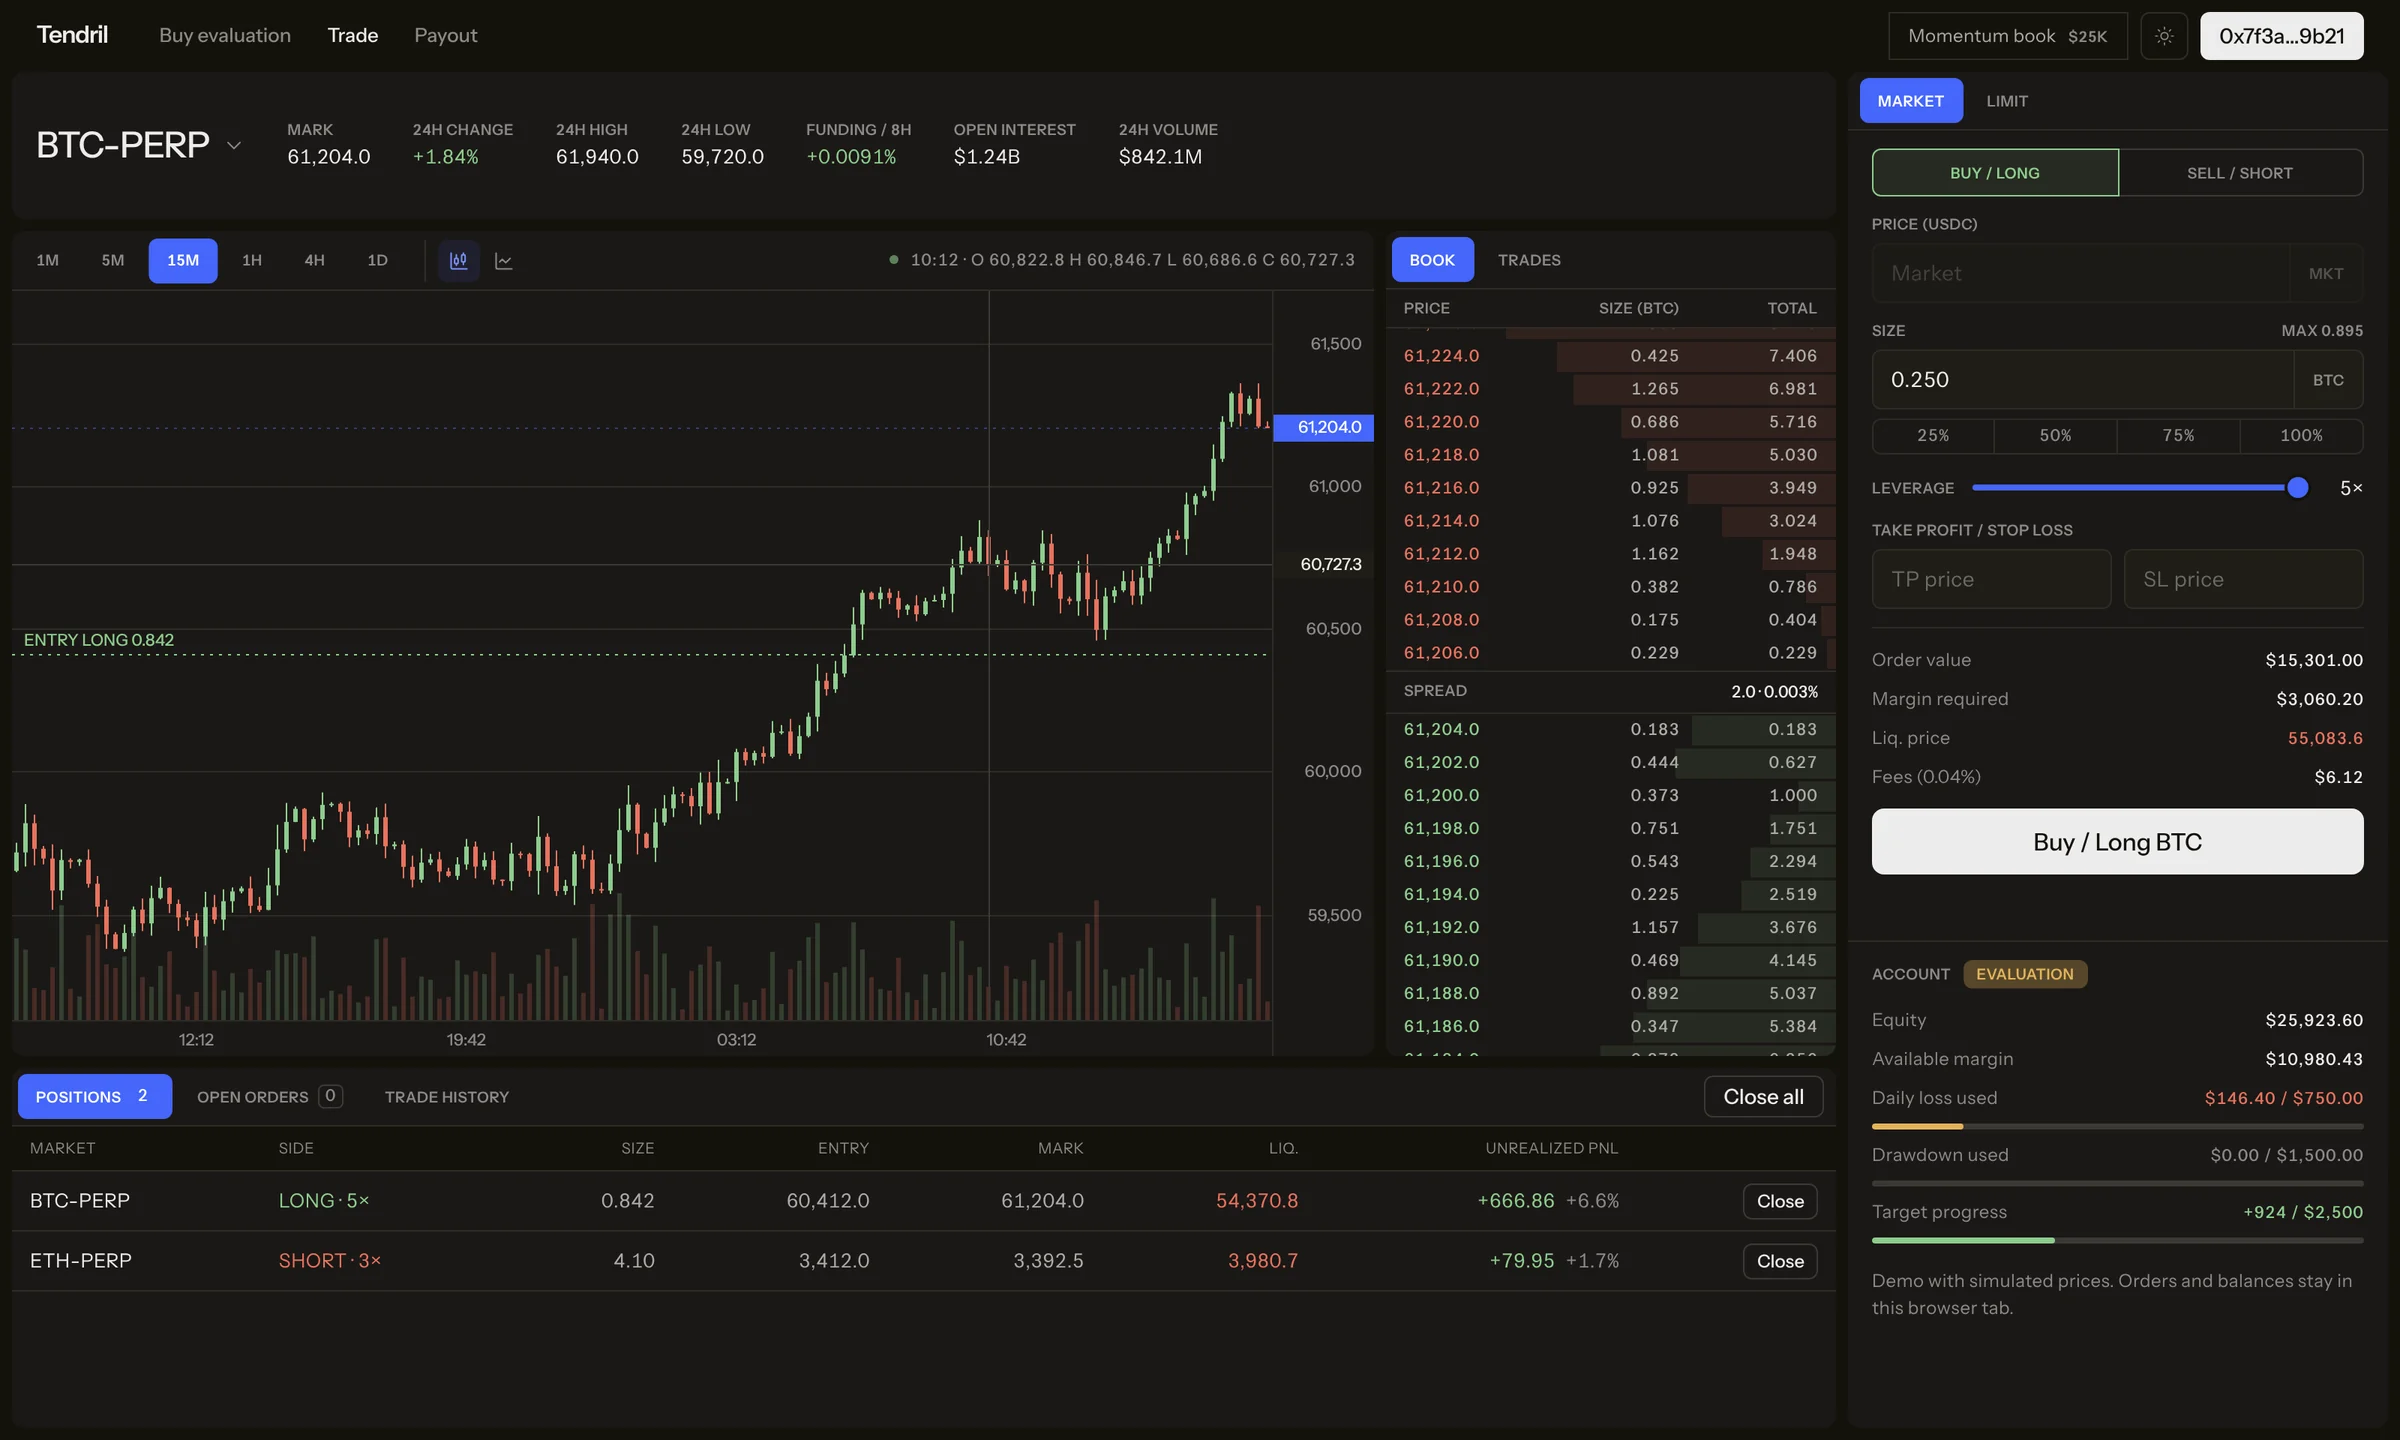 Tendril Buy evaluation Trade Payout Momentum book $25K 0x7f3a...9b21
BTC-PERP
MARK 24H CHANGE 24H HIGH 24H LOW FUNDING / 8H OPEN INTEREST 24H VOLUME
61,204.0 +1.84% 61,940.0 59,720.0 +0.0091% $1.24B $842.1M
1M 5M 15M 1H 4H 1D 10:12 · O 60,822.8 H 60,846.7 L 60,686.6 C 60,727.3
61,500
61,204.0
61,000
60,727.3
60,500
ENTRY LONG 0.842
60,000
59,500
12:12 19:42 03:12 10:42
BOOK TRADES
PRICE SIZE (BTC) TOTAL
61,224.0 0.425 7.406
61,222.0 1.265 6.981
61,220.0 0.686 5.716
61,218.0 1.081 5.030
61,216.0 0.925 3.949
61,214.0 1.076 3.024
61,212.0 1.162 1.948
61,210.0 0.382 0.786
61,208.0 0.175 0.404
61,206.0 0.229 0.229
SPREAD 2.0 · 0.003%
61,204.0 0.183 0.183
61,202.0 0.444 0.627
61,200.0 0.373 1.000
61,198.0 0.751 1.751
61,196.0 0.543 2.294
61,194.0 0.225 2.519
61,192.0 1.157 3.676
61,190.0 0.469 4.145
61,188.0 0.892 5.037
61,186.0 0.347 5.384
POSITIONS 2 OPEN ORDERS 0 TRADE HISTORY Close all
MARKET SIDE SIZE ENTRY MARK LIQ. UNREALIZED PNL
BTC-PERP LONG · 5× 0.842 60,412.0 61,204.0 54,370.8 +666.86 +6.6% Close
ETH-PERP SHORT · 3× 4.10 3,412.0 3,392.5 3,980.7 +79.95 +1.7% Close
MARKET LIMIT
BUY / LONG SELL / SHORT
PRICE (USDC)
Market MKT
SIZE MAX 0.895
0.250 BTC
25% 50% 75% 100%
LEVERAGE 5×
TAKE PROFIT / STOP LOSS
TP price SL price
Order value $15,301.00
Margin required $3,060.20
Liq. price 55,083.6
Fees (0.04%) $6.12
Buy / Long BTC
ACCOUNT EVALUATION
Equity $25,923.60
Available margin $10,980.43
Daily loss used $146.40 / $750.00
Drawdown used $0.00 / $1,500.00
Target progress +924 / $2,500
Demo with simulated prices. Orders and balances stay in
this browser tab.